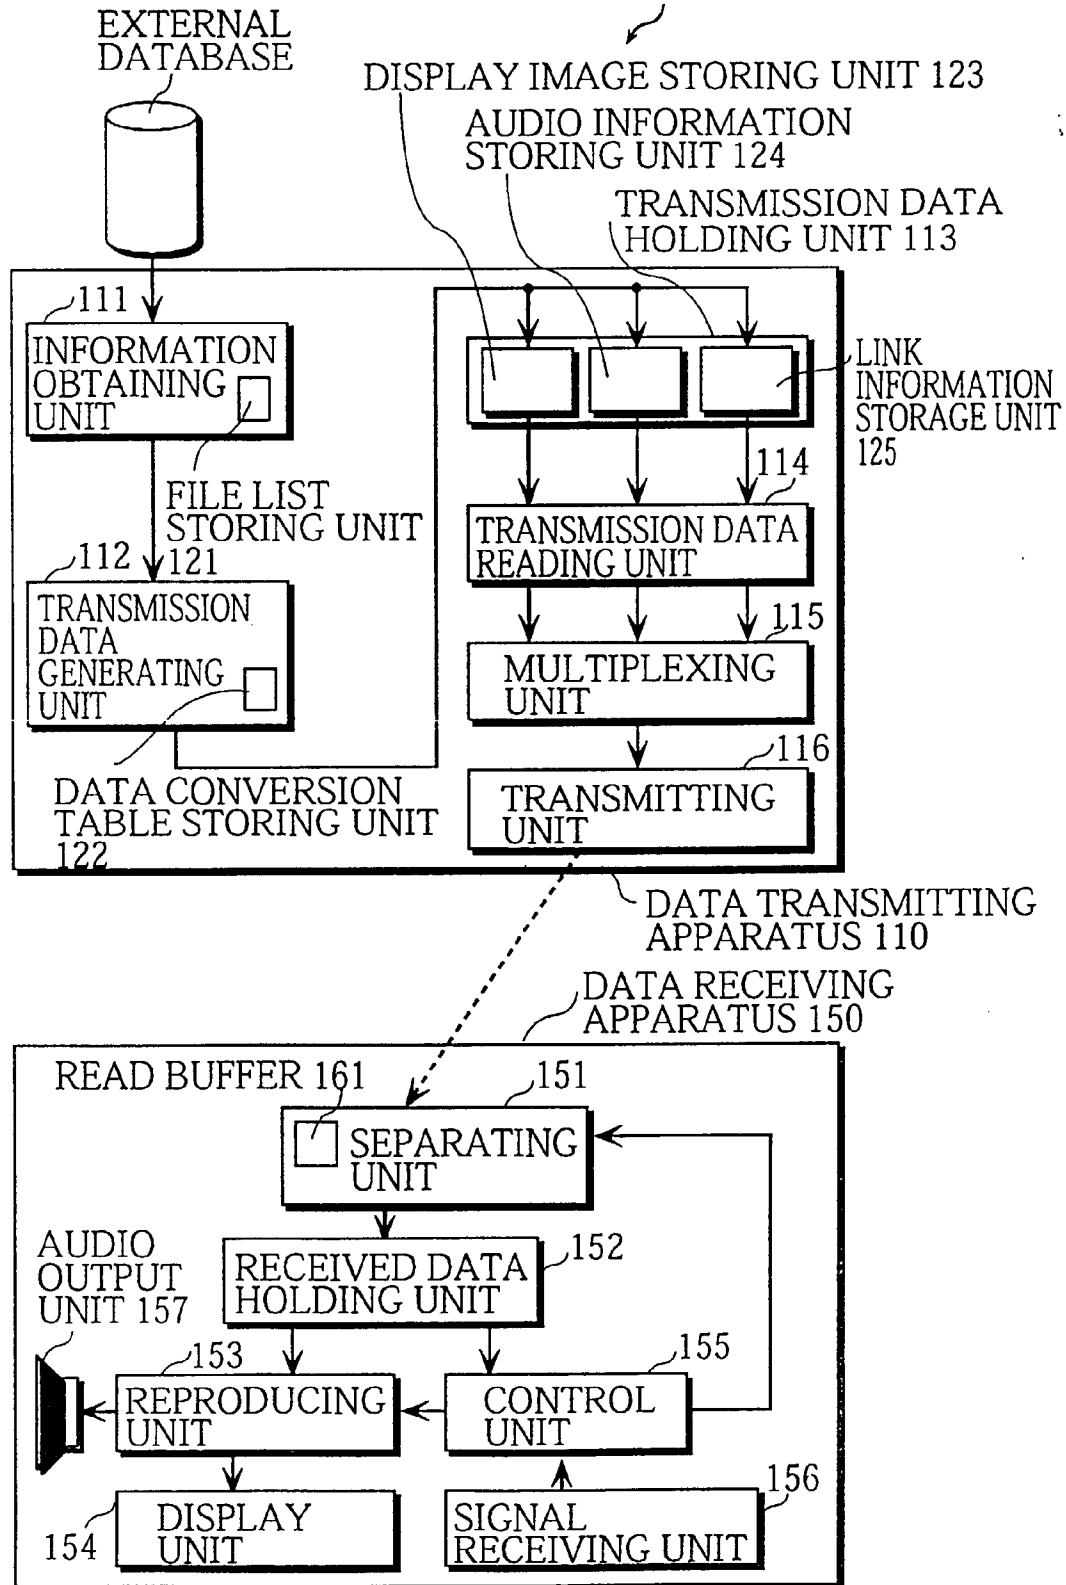 EXTERNAL
DATABASE
DISPLAY IMAGE STORING UNIT 123
AUDIO INFORMATION
STORING UNIT 124
TRANSMISSION DATA
HOLDING UNIT 113
111
INFORMATION
OBTAINING
UNIT
LINK
INFORMATION
STORAGE UNIT
125
FILE LIST
STORING UNIT
121
114
TRANSMISSION DATA
READING UNIT
112
TRANSMISSION
DATA
GENERATING
UNIT
115
MULTIPLEXING
UNIT
DATA CONVERSION
TABLE STORING UNIT
122
116
TRANSMITTING
UNIT
DATA TRANSMITTING
APPARATUS 110
DATA RECEIVING
APPARATUS 150
READ BUFFER 161
151
SEPARATING
UNIT
AUDIO
OUTPUT
UNIT 157
152
RECEIVED DATA
HOLDING UNIT
153
REPRODUCING
UNIT
155
CONTROL
UNIT
154
DISPLAY
UNIT
156
SIGNAL
RECEIVING UNIT